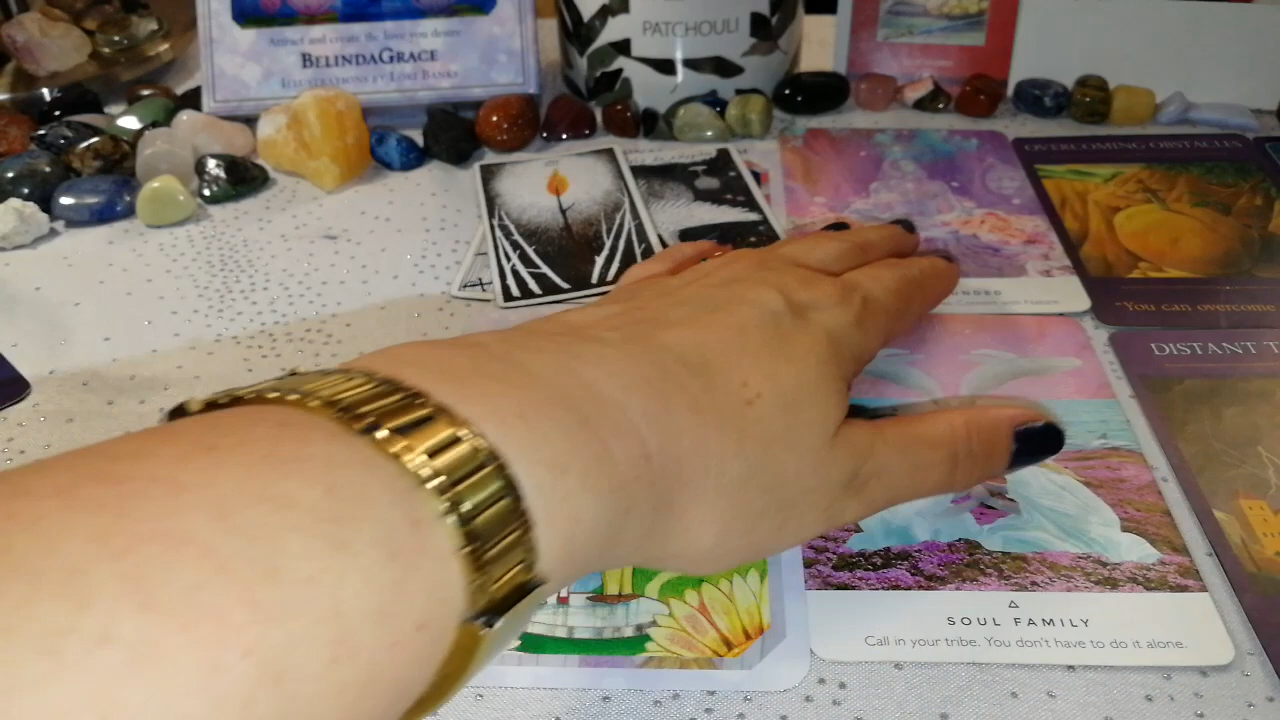 Attract and create the love you desire
BELINDAGRACE
ILLUSTRATIONS BY LORI BANKS
PATCHOULI
OVERCOMING OBSTACLES
"You can overcome
DISTANT T
SOUL FAMILY
Call in your tribe. You don't have to do it alone.